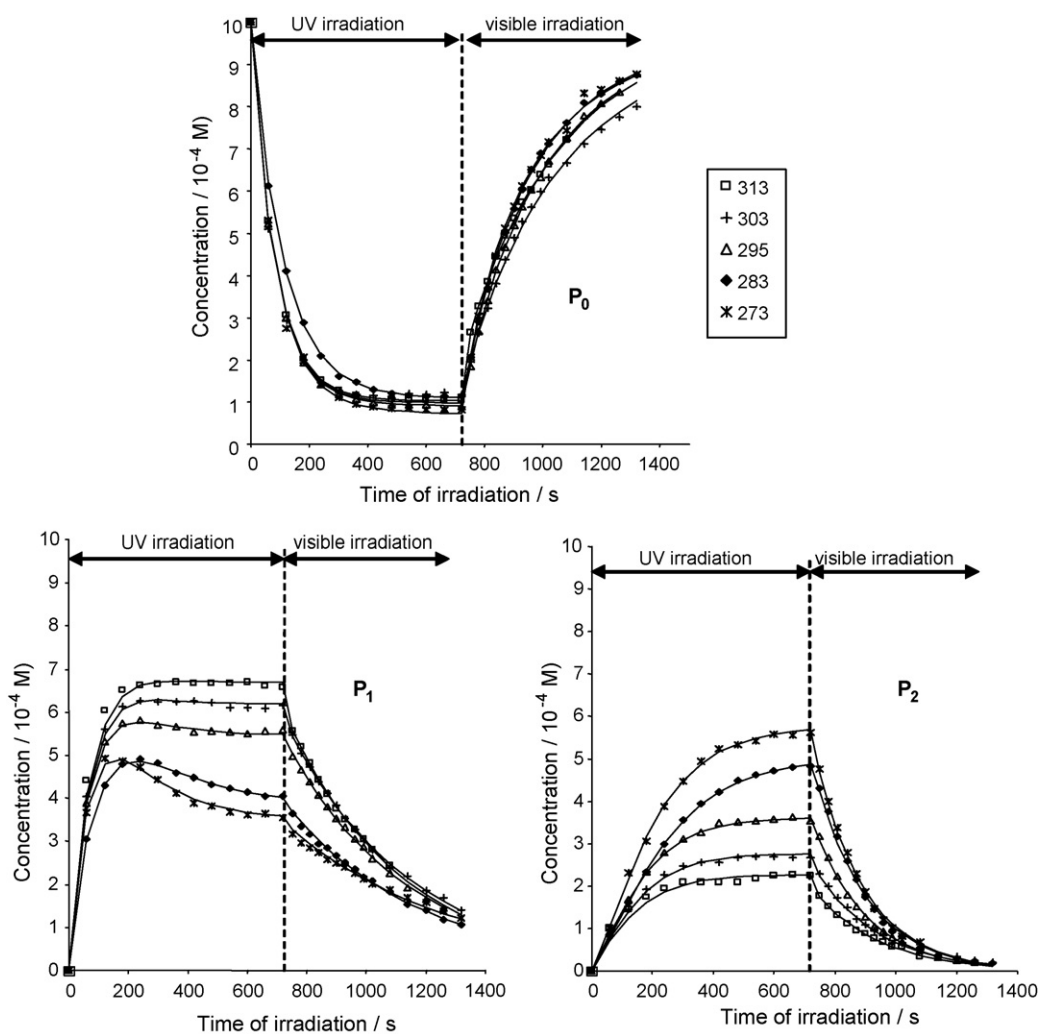 UV irradiation visible irradiation
10
9
8
7
6
5
4
3
2
1
0
Concentration / 10⁻⁴ M)
P₀
0 200 400 600 800 1000 1200 1400
Time of irradiation / s
313
303
295
283
273
UV irradiation visible irradiation
10
9
8
7
6
5
4
3
2
1
0
Concentration / 10⁻⁴ M)
P₁
0 200 400 600 800 1000 1200 1400
Time of irradiation / s
UV irradiation visible irradiation
10
9
8
7
6
5
4
3
2
1
0
Concentration / 10⁻⁴ M)
P₂
0 200 400 600 800 1000 1200 1400
Time of irradiation / s